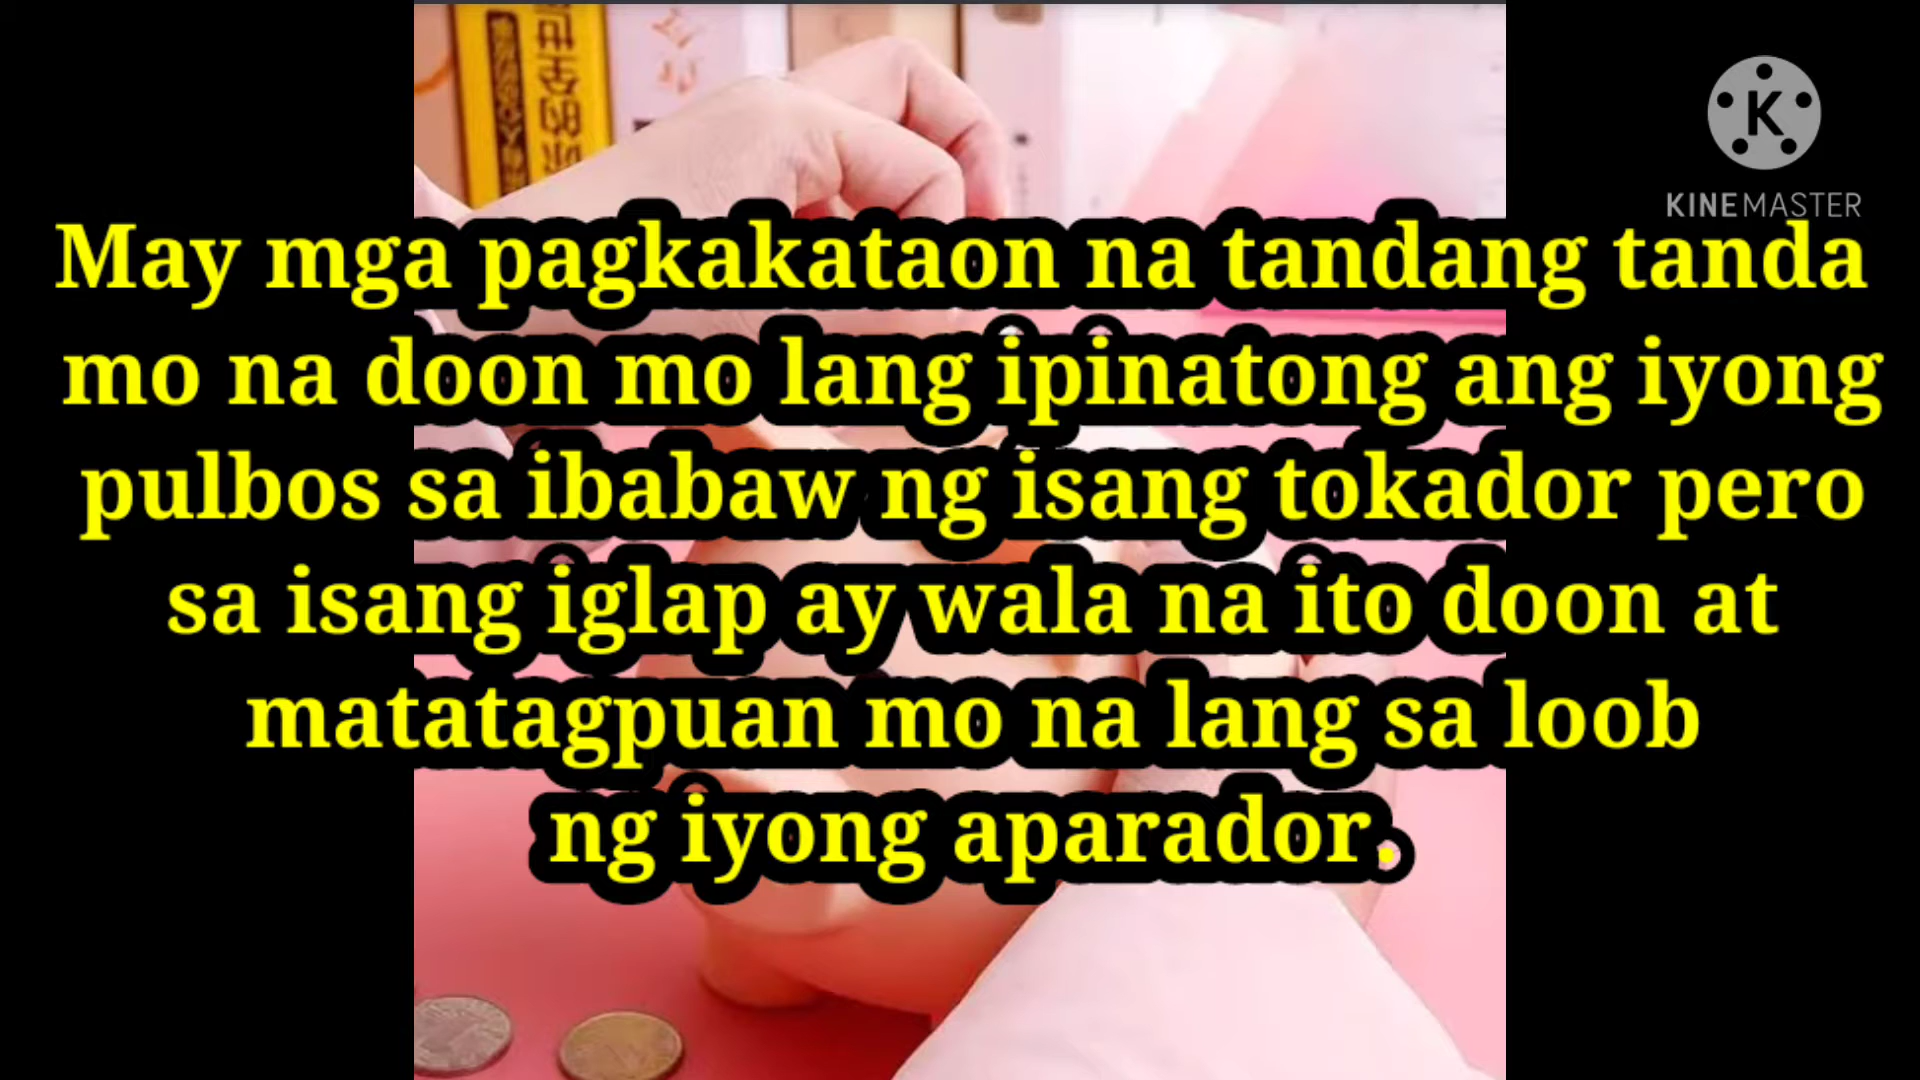 KINEMASTER
May mga pagkakataon na tandang tanda
mo na doon mo lang ipinatong ang iyong
pulbos sa ibabaw ng isang tokador pero
sa isang iglap ay wala na ito doon at
matatagpuan mo na lang sa loob
ng iyong aparador.